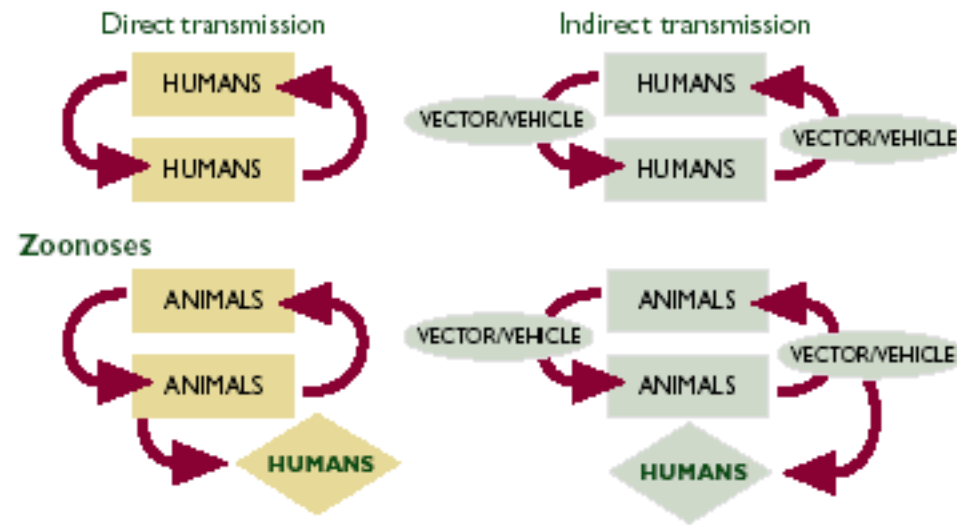 Direct transmission
Indirect transmission
HUMANS
HUMANS
VECTOR/VEHICLE
VECTOR/VEHICLE
HUMANS
HUMANS
Zoonoses
ANIMALS
ANIMALS
VECTOR/VEHICLE
VECTOR/VEHICLE
ANIMALS
ANIMALS
HUMANS
HUMANS